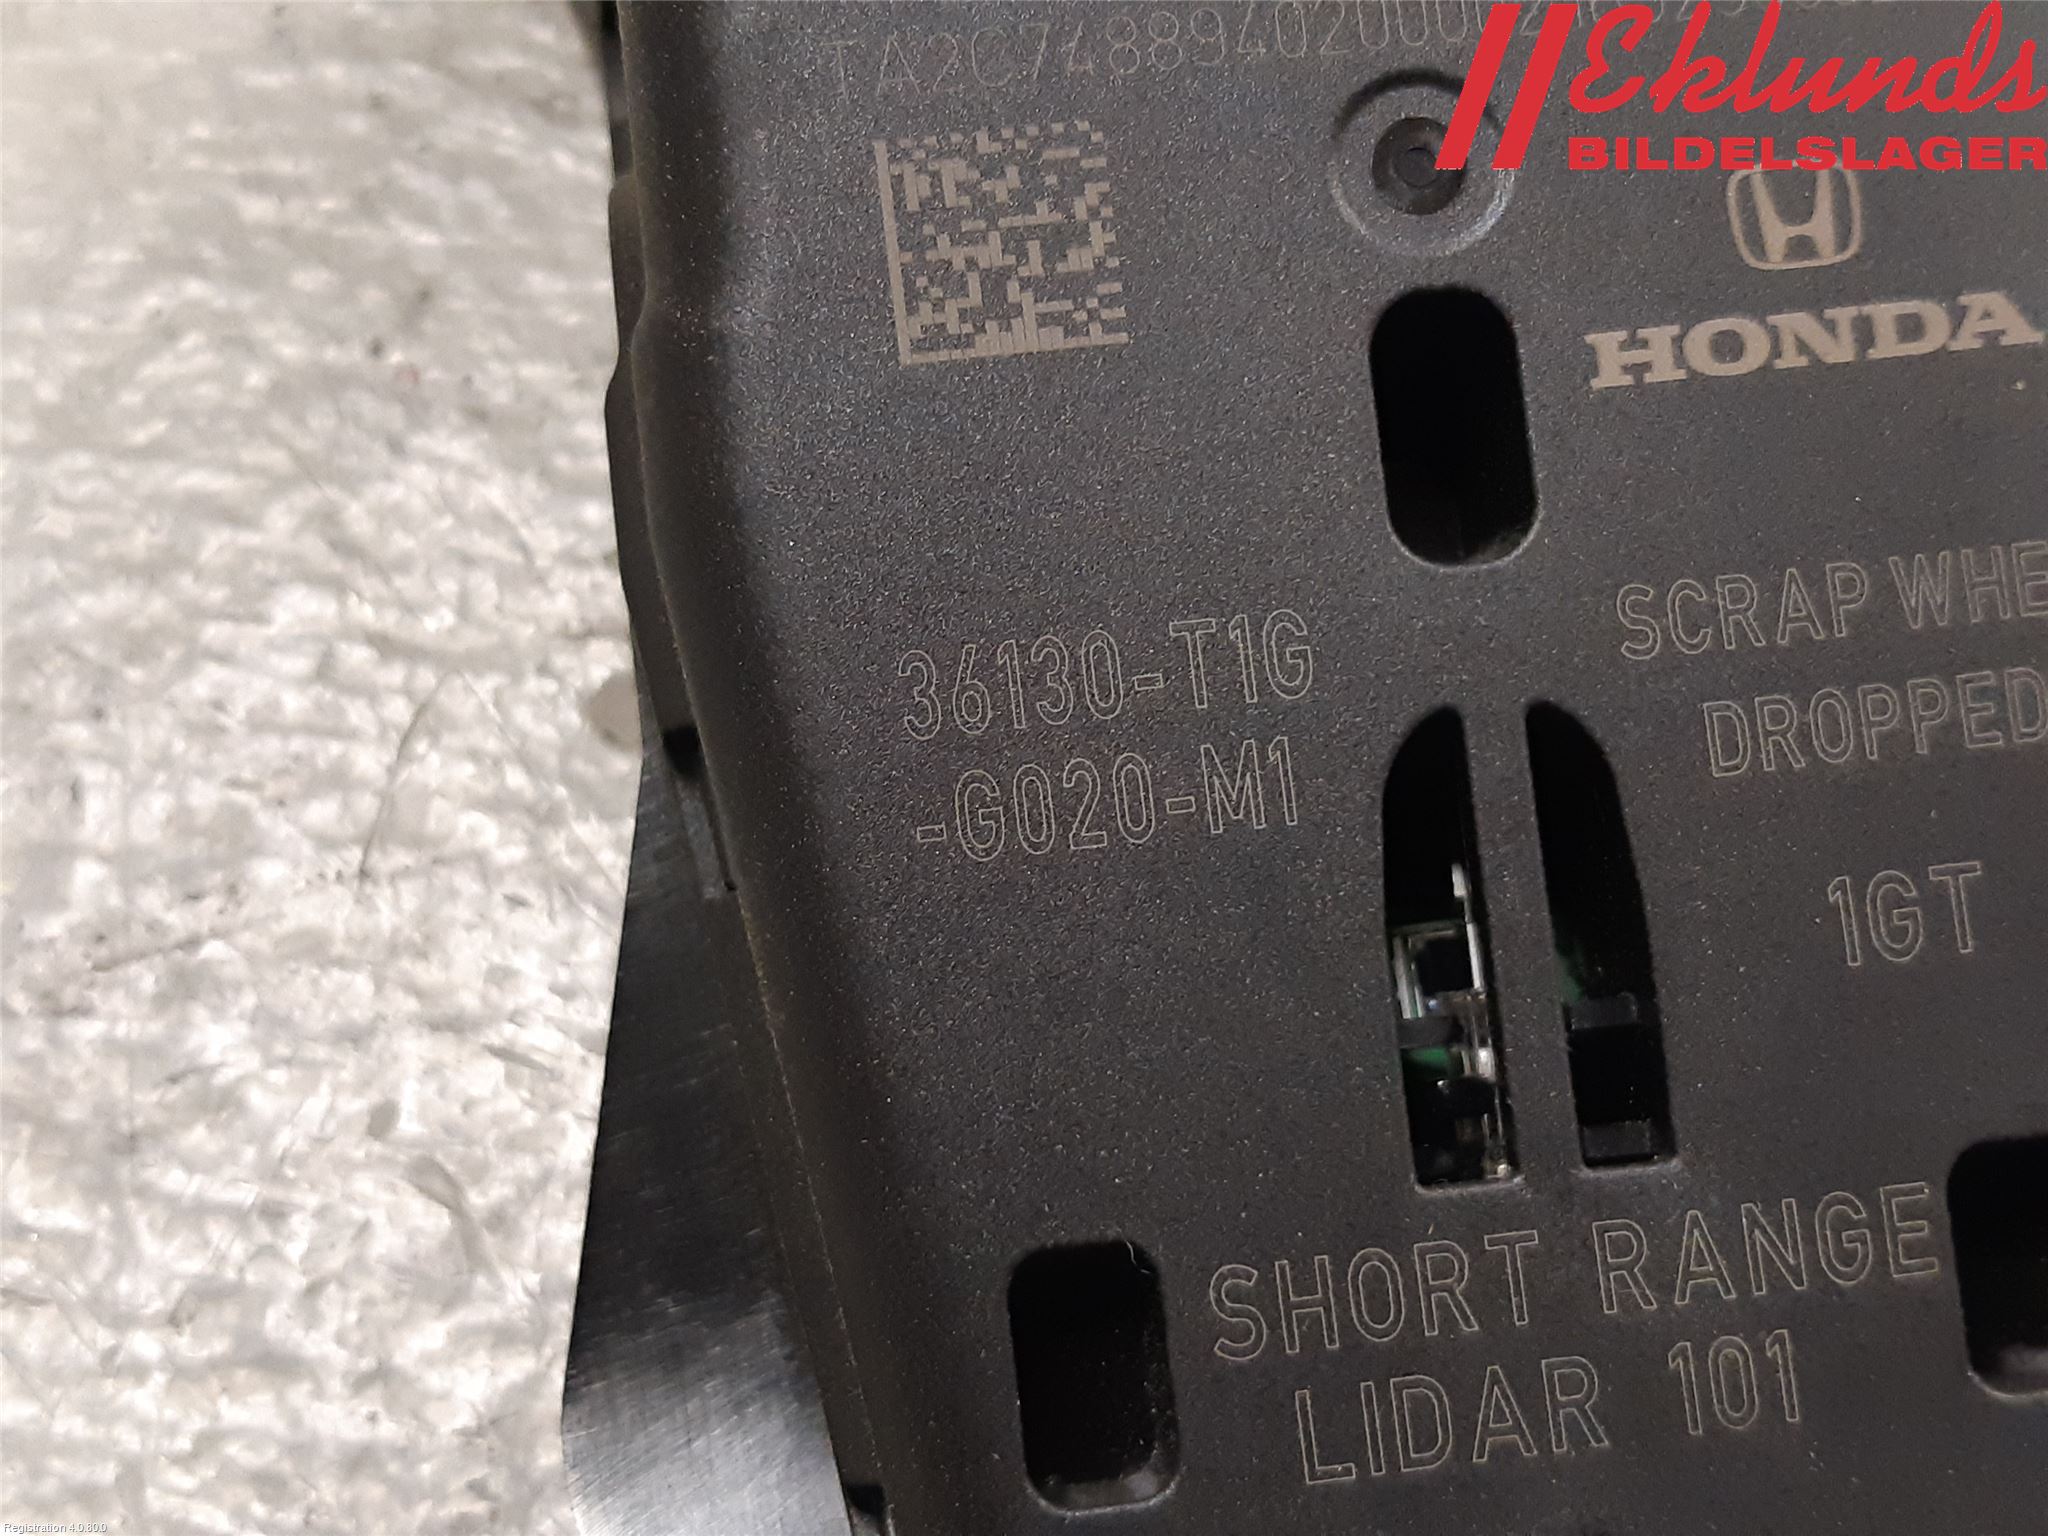 Eklunds
BILDELSLAGER
HONDA
36130-T1G
-G020-M1
SCRAP WHE
DROPPED
1GT
SHORT RANGE
LIDAR 101
Registration 4.0.80.0